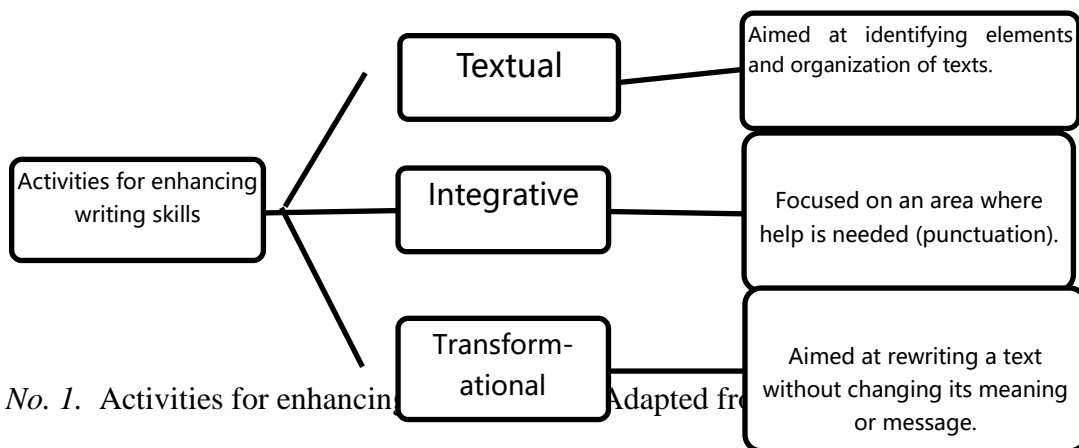 Activities for enhancing
writing skills
Textual
Aimed at identifying elements
and organization of texts.
Integrative
Focused on an area where
help is needed (punctuation).
Transform-
ational
Aimed at rewriting a text
without changing its meaning
or message.
No. 1. Activities for enhancing Adapted